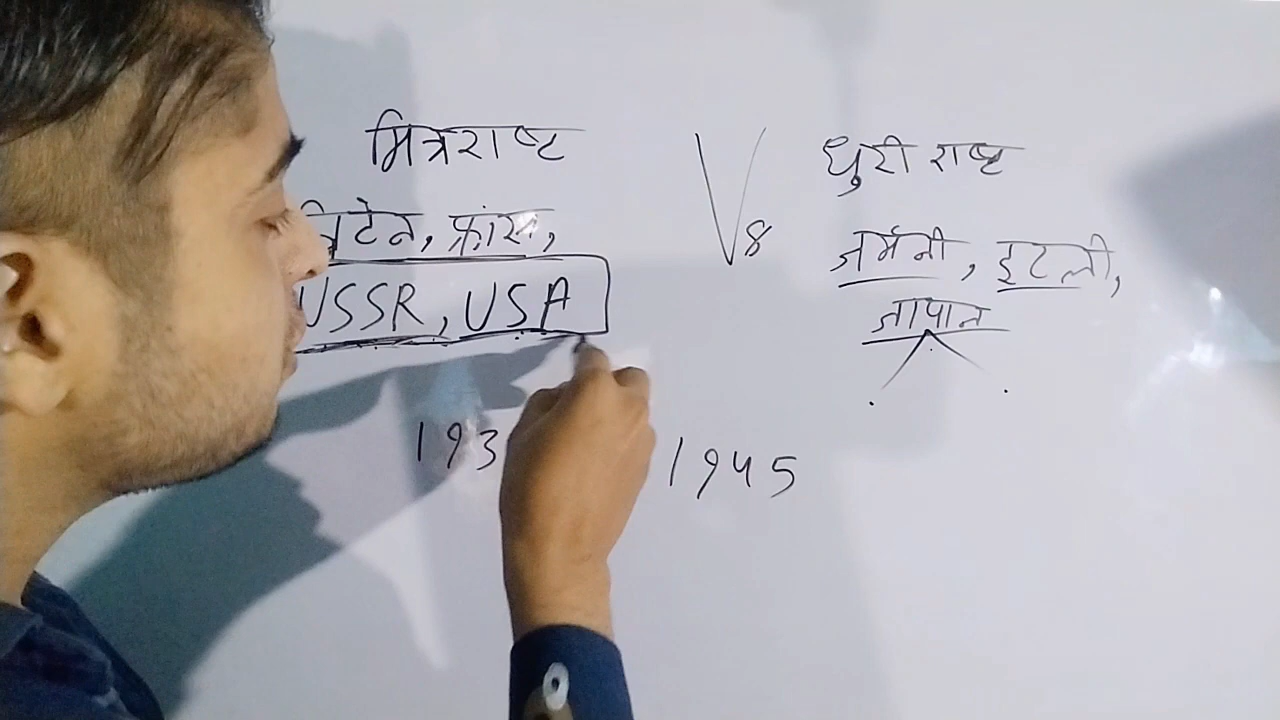 मित्रराष्ट्र Vs धुरी राष्ट्र
ब्रिटेन, फ्रांस, जर्मनी, इटली,
USSR, USA जापान
193 1945